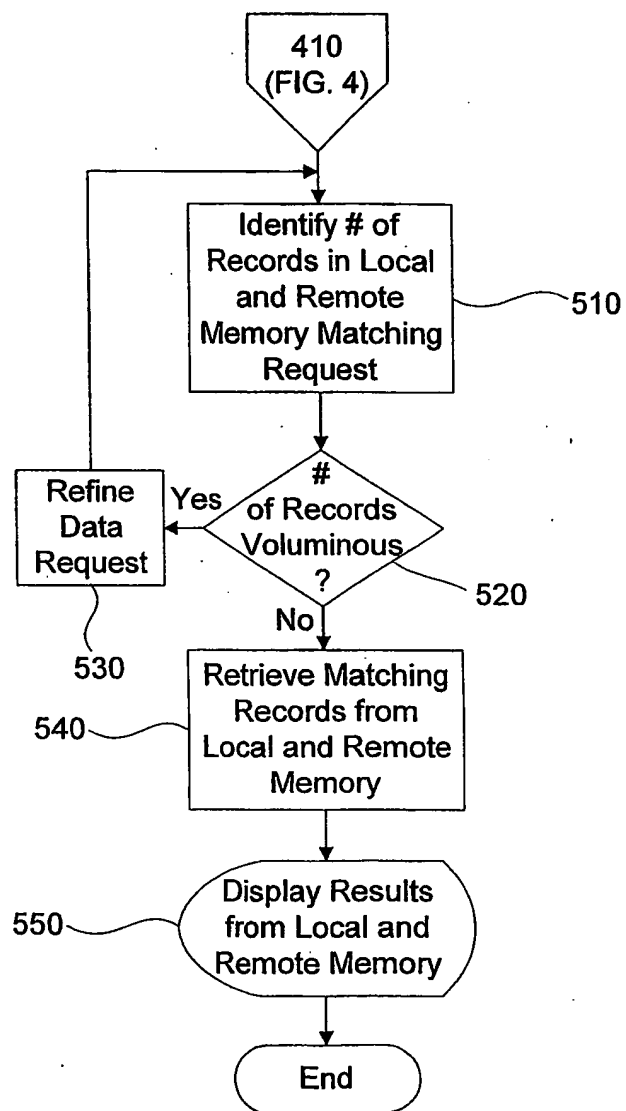 410
(FIG. 4)
Identify # of
Records in Local
and Remote
Memory Matching
Request
510
#
of Records
Voluminous
?
520
Yes
Refine
Data
Request
530
No
Retrieve Matching
Records from
Local and Remote
Memory
540
Display Results
from Local and
Remote Memory
550
End